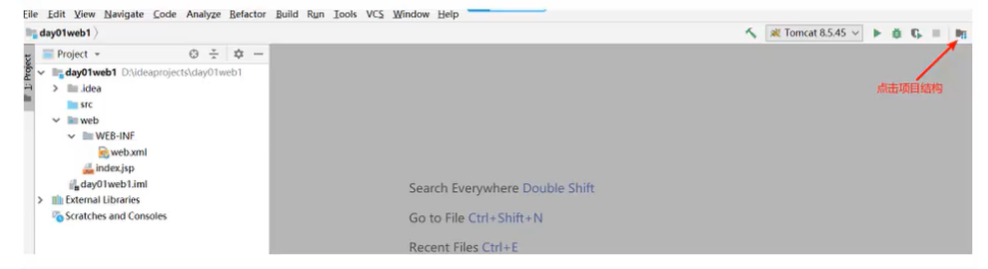 File Edit View Navigate Code Analyze Refactor Build Run Tools VCS Window Help
day01web1
Tomcat 8.5.45
1: Project
Project
点击项目结构
day01web1 D:\ideaprojects\day01web1
.idea
src
web
WEB-INF
web.xml
index.jsp
day01web1.iml
External Libraries
Scratches and Consoles
Search Everywhere Double Shift
Go to File Ctrl+Shift+N
Recent Files Ctrl+E